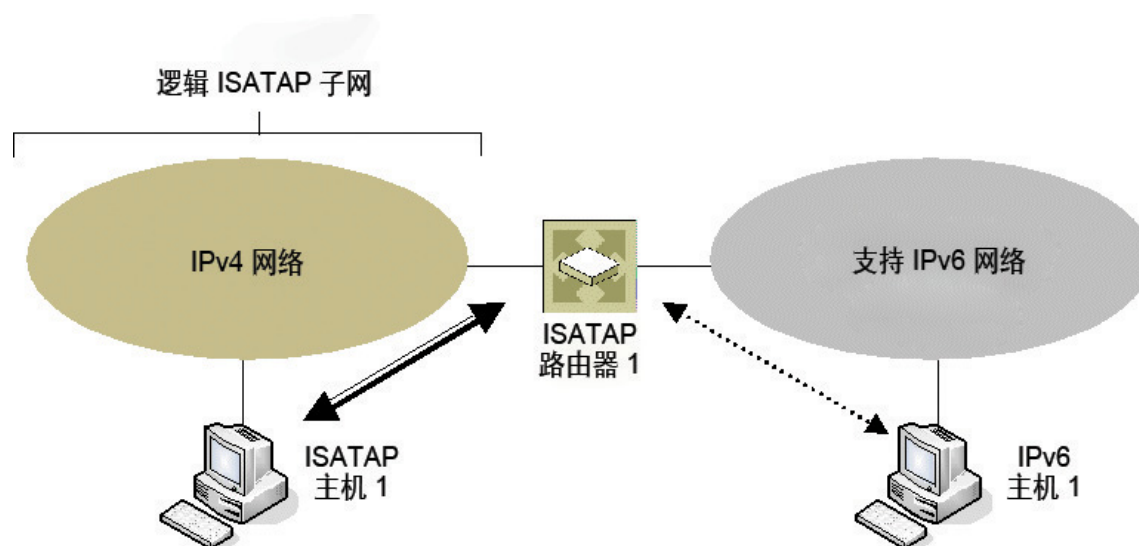 逻辑 ISATAP 子网
IPv4 网络
支持 IPv6 网络
ISATAP
路由器 1
ISATAP
主机 1
IPv6
主机 1